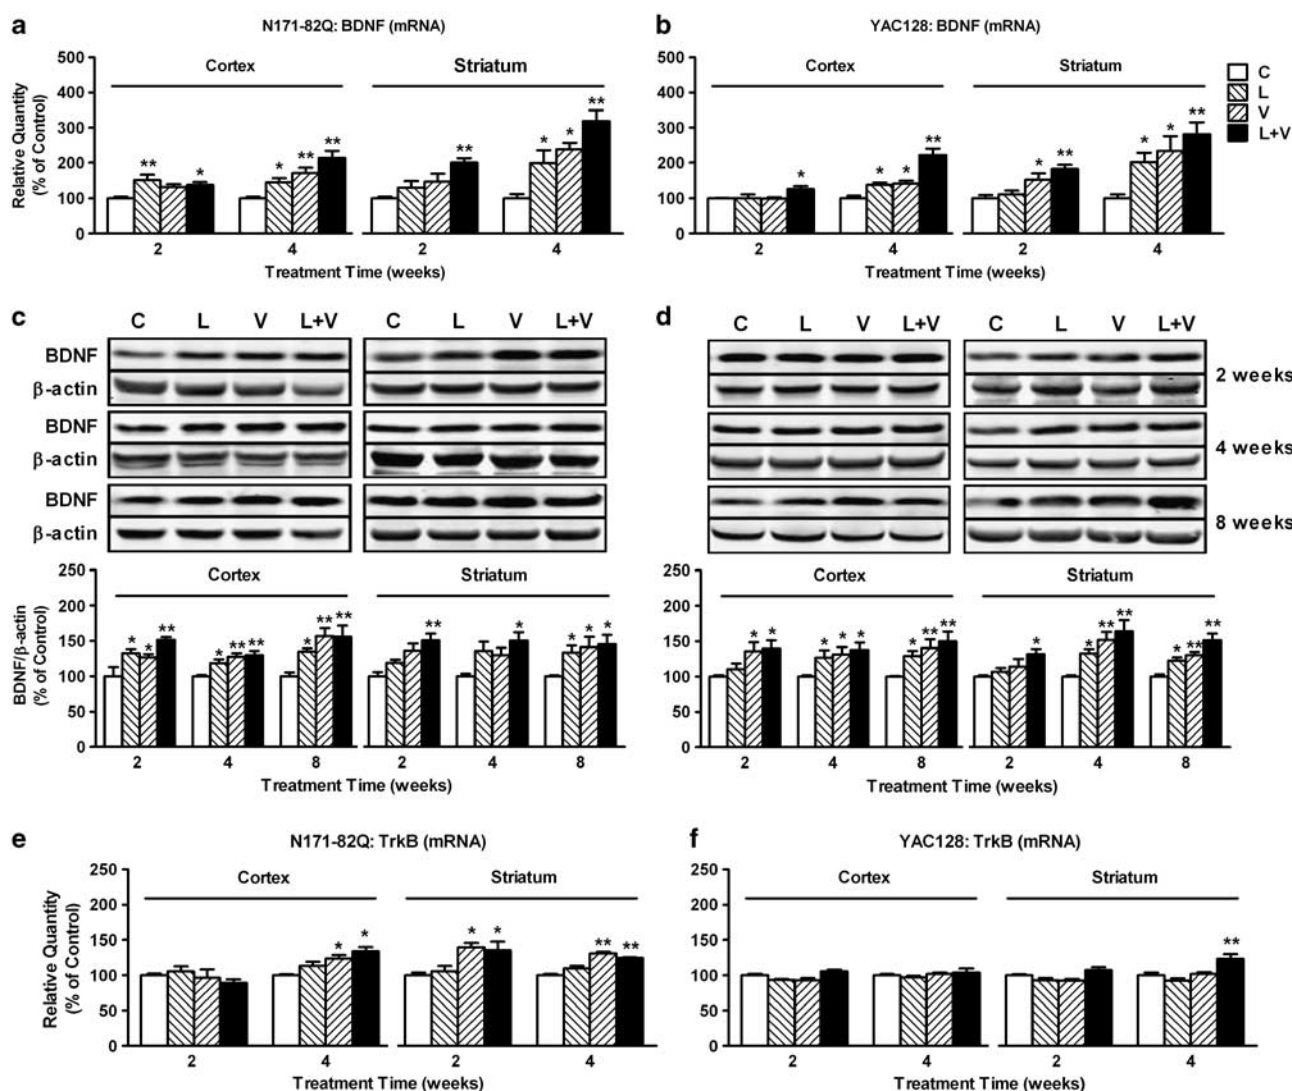 a
N171-82Q: BDNF (mRNA)
Relative Quantity
(% of Control)
500
400
300
200
100
0
Cortex
Striatum
** *
* ** **
**
* * **
2 4 2 4
Treatment Time (weeks)
b
YAC128: BDNF (mRNA)
500
400
300
200
100
0
Cortex
Striatum
*
* * **
* **
* * **
2 4 2 4
Treatment Time (weeks)
C
L
V
L+V
c
C L V L+V C L V L+V
BDNF
β-actin
BDNF
β-actin
BDNF
β-actin
d
C L V L+V C L V L+V
2 weeks
4 weeks
8 weeks
BDNF/β-actin
(% of Control)
250
200
150
100
50
0
Cortex
Striatum
* * **
* ** **
* ** **
**
*
* * *
2 4 8 2 4 8
Treatment Time (weeks)
250
200
150
100
50
0
Cortex
Striatum
* *
* * *
* ** **
*
* ** **
* ** **
2 4 8 2 4 8
Treatment Time (weeks)
e
N171-82Q: TrkB (mRNA)
Relative Quantity
(% of Control)
250
200
150
100
50
0
Cortex
Striatum
* *
* *
** **
2 4 2 4
Treatment Time (weeks)
f
YAC128: TrkB (mRNA)
250
200
150
100
50
0
Cortex
Striatum
**
2 4 2 4
Treatment Time (weeks)